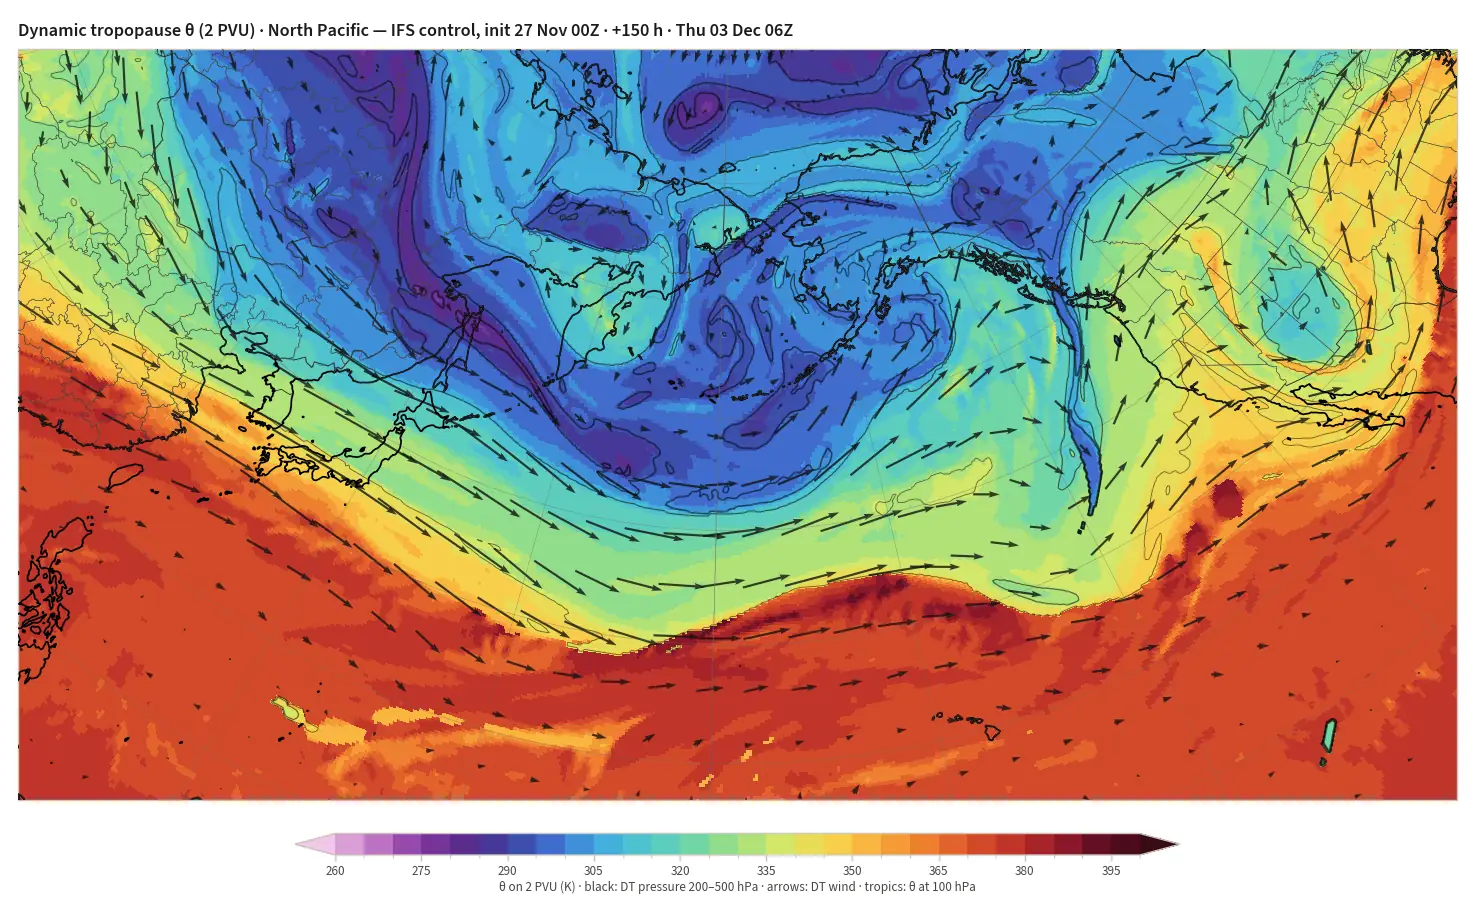 Dynamic tropopause θ (2 PVU) · North Pacific — IFS control, init 27 Nov 00Z · +150 h · Thu 03 Dec 06Z
260 275 290 305 320 335 350 365 380 395
θ on 2 PVU (K) · black: DT pressure 200–500 hPa · arrows: DT wind · tropics: θ at 100 hPa